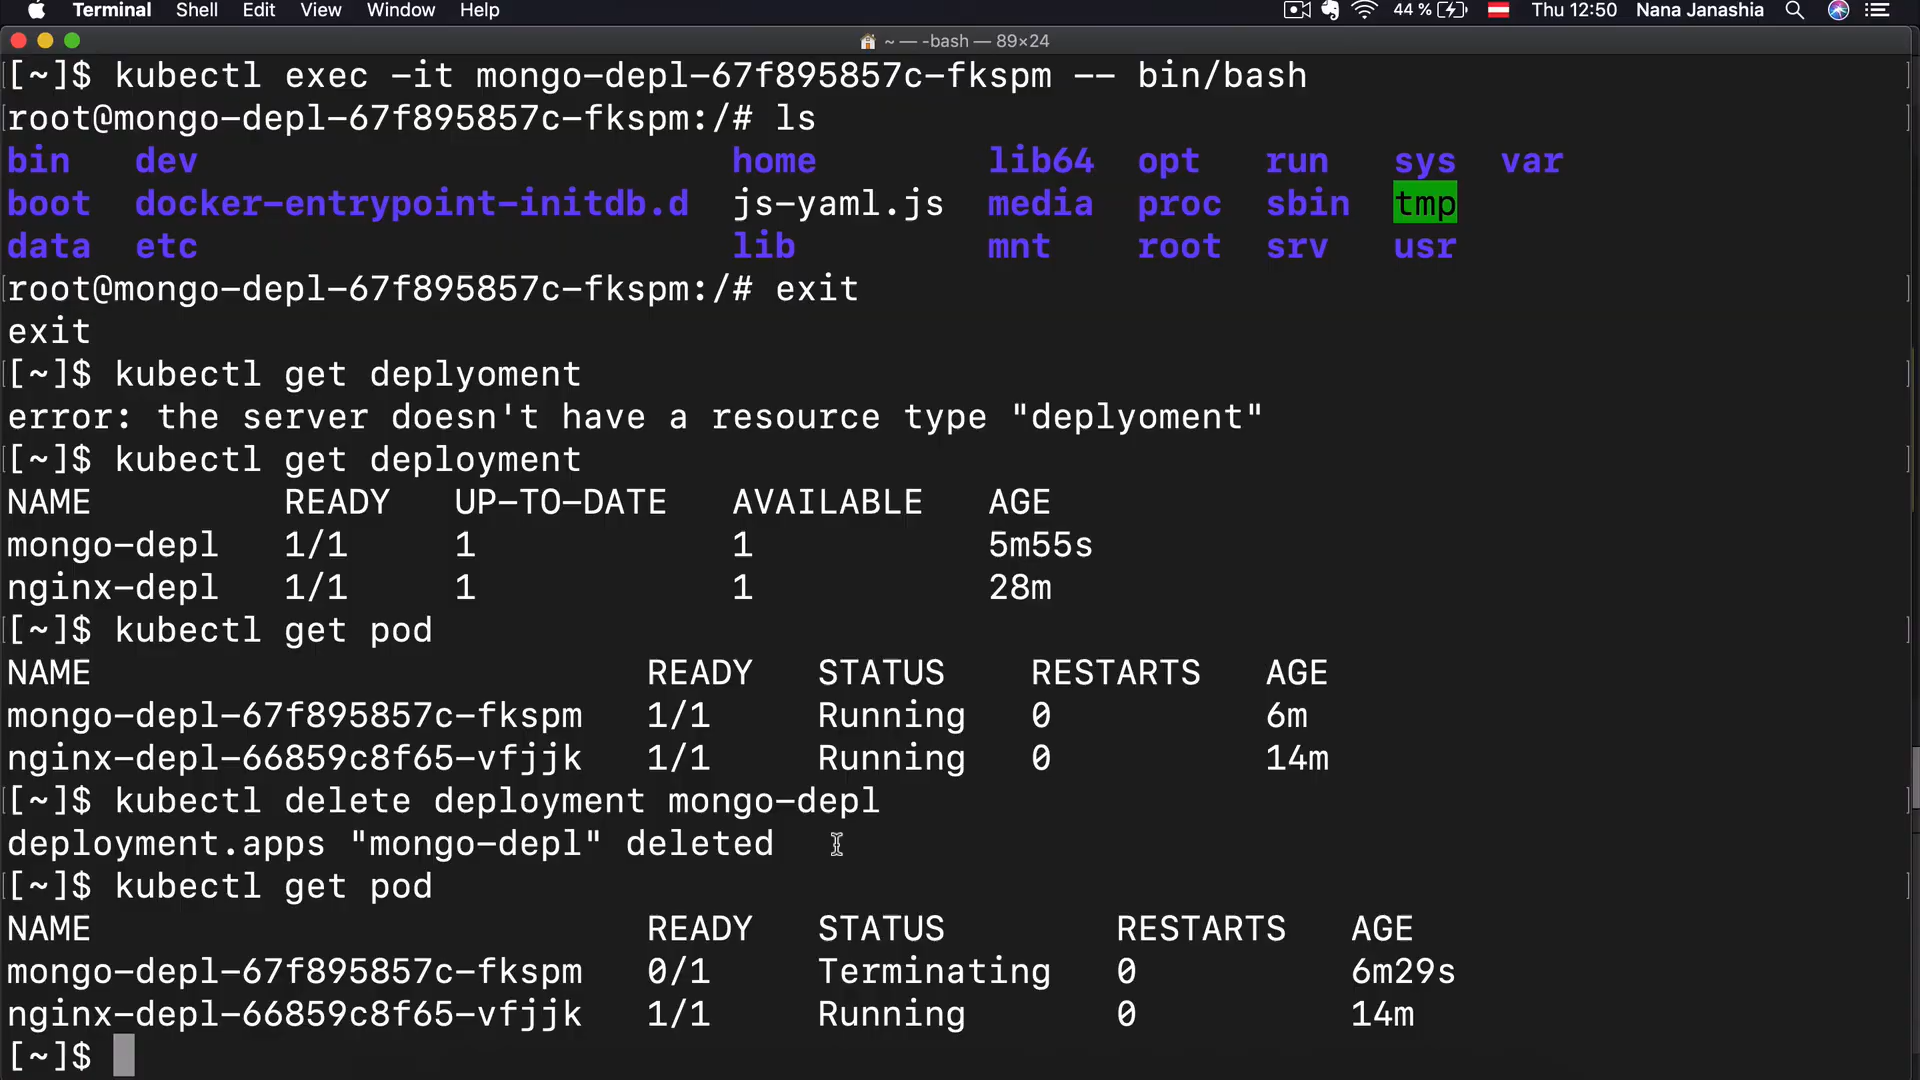 Terminal Shell Edit View Window Help 44 % Thu 12:50 Nana Janashia
~ — -bash — 89×24
[~]$ kubectl exec -it mongo-depl-67f895857c-fkspm -- bin/bash
root@mongo-depl-67f895857c-fkspm:/# ls
bin dev home lib64 opt run sys var
boot docker-entrypoint-initdb.d js-yaml.js media proc sbin tmp
data etc lib mnt root srv usr
root@mongo-depl-67f895857c-fkspm:/# exit
exit
[~]$ kubectl get deplyoment
error: the server doesn't have a resource type "deplyoment"
[~]$ kubectl get deployment
NAME READY UP-TO-DATE AVAILABLE AGE
mongo-depl 1/1 1 1 5m55s
nginx-depl 1/1 1 1 28m
[~]$ kubectl get pod
NAME READY STATUS RESTARTS AGE
mongo-depl-67f895857c-fkspm 1/1 Running 0 6m
nginx-depl-66859c8f65-vfjjk 1/1 Running 0 14m
[~]$ kubectl delete deployment mongo-depl
deployment.apps "mongo-depl" deleted
[~]$ kubectl get pod
NAME READY STATUS RESTARTS AGE
mongo-depl-67f895857c-fkspm 0/1 Terminating 0 6m29s
nginx-depl-66859c8f65-vfjjk 1/1 Running 0 14m
[~]$